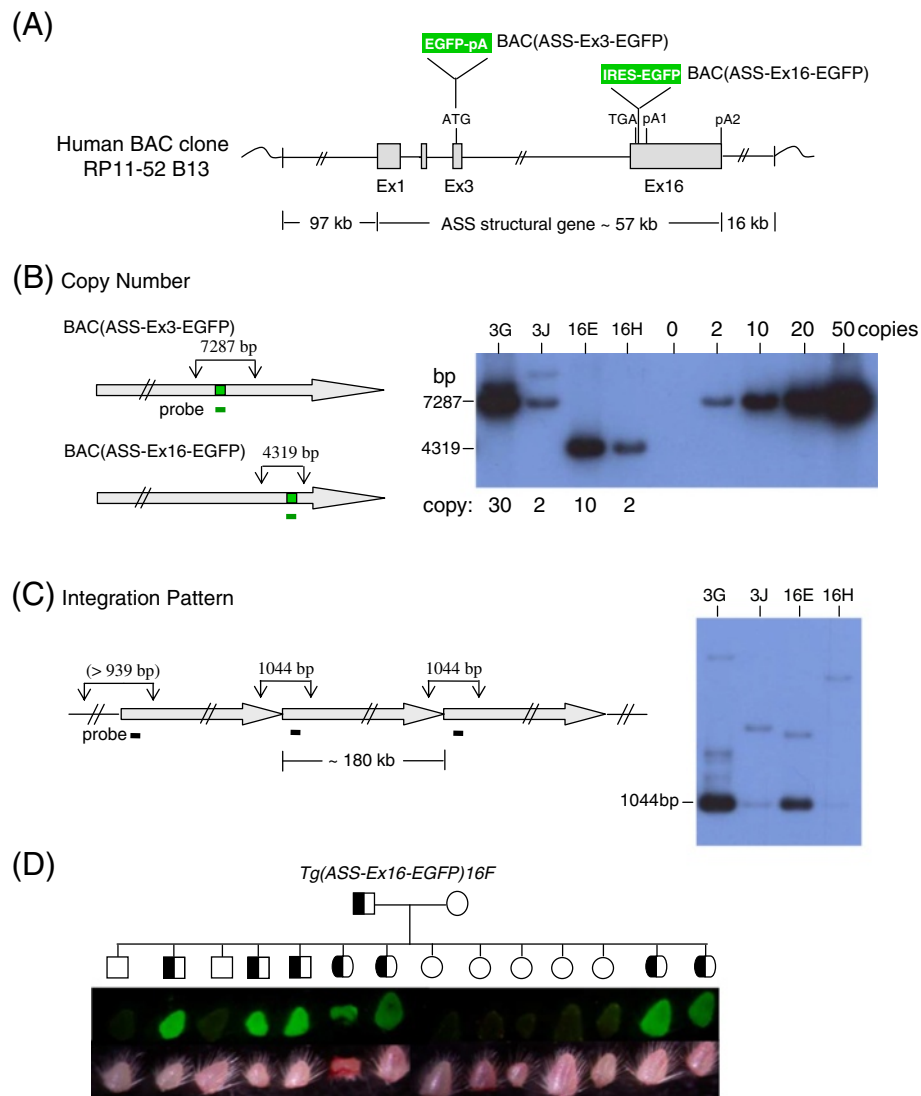 (A)
EGFP-pA BAC(ASS-Ex3-EGFP)
IRES-EGFP BAC(ASS-Ex16-EGFP)
ATG
TGA pA1 pA2
Human BAC clone
RP11-52 B13
Ex1 Ex3 Ex16
97 kb ASS structural gene ~ 57 kb 16 kb
(B) Copy Number
BAC(ASS-Ex3-EGFP)
7287 bp
probe
BAC(ASS-Ex16-EGFP)
4319 bp
3G 3J 16E 16H 0 2 10 20 50 copies
bp
7287
4319
copy: 30 2 10 2
(C) Integration Pattern
(> 939 bp) 1044 bp 1044 bp
probe
~ 180 kb
3G 3J 16E 16H
1044bp
(D)
Tg(ASS-Ex16-EGFP)16F